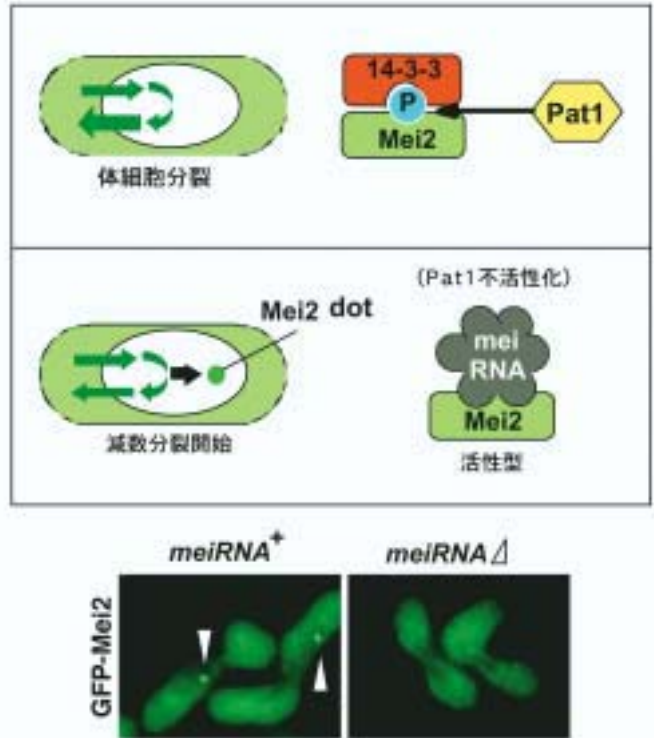 14-3-3
P
Pat1
Mei2
体細胞分裂
(Pat1不活性化)
Mei2 dot
mei
RNA
Mei2
減数分裂開始
活性型
meiRNA+
meiRNA⊿
GFP-Mei2